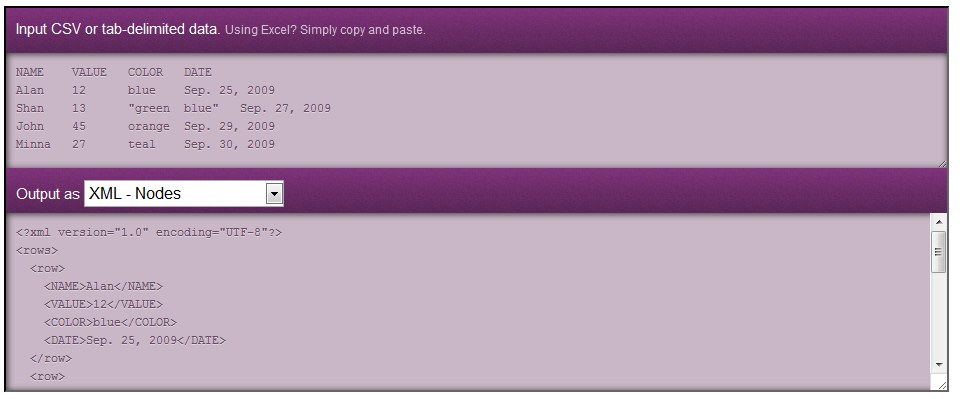 Input CSV or tab-delimited data. Using Excel? Simply copy and paste.
NAME    VALUE   COLOR   DATE
Alan    12      blue    Sep. 25, 2009
Shan    13      "green  blue"   Sep. 27, 2009
John    45      orange  Sep. 29, 2009
Minna   27      teal    Sep. 30, 2009
Output as XML - Nodes
<?xml version="1.0" encoding="UTF-8"?>
<rows>
  <row>
    <NAME>Alan</NAME>
    <VALUE>12</VALUE>
    <COLOR>blue</COLOR>
    <DATE>Sep. 25, 2009</DATE>
  </row>
  <row>